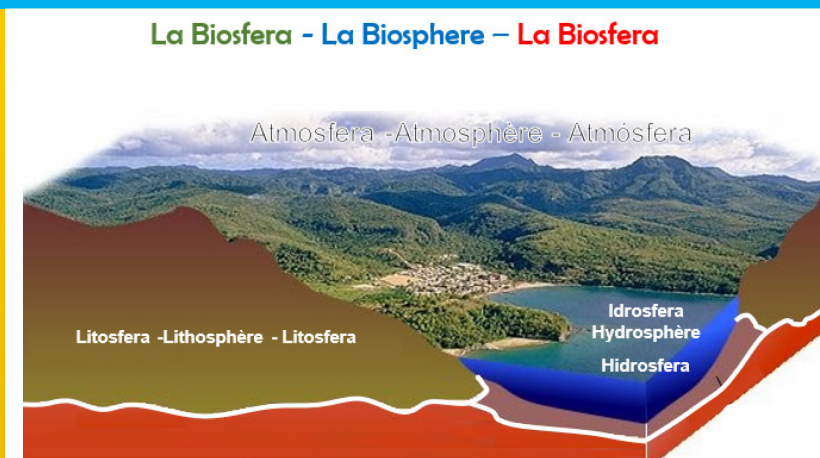 La Biosfera - La Biosphere – La Biosfera
Atmosfera -Atmosphère - Atmósfera
Litosfera -Lithosphère - Litosfera
Idrosfera
Hydrosphère
Hidrosfera